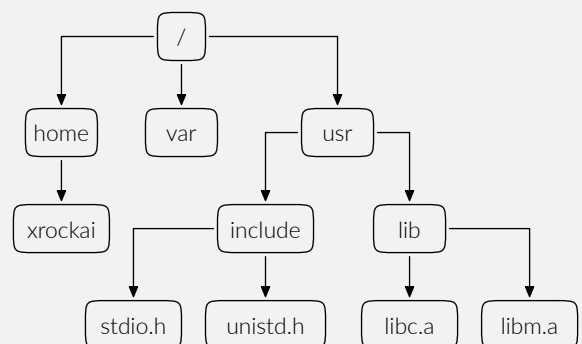 /
home
var
usr
xrockai
include
lib
stdio.h
unistd.h
libc.a
libm.a